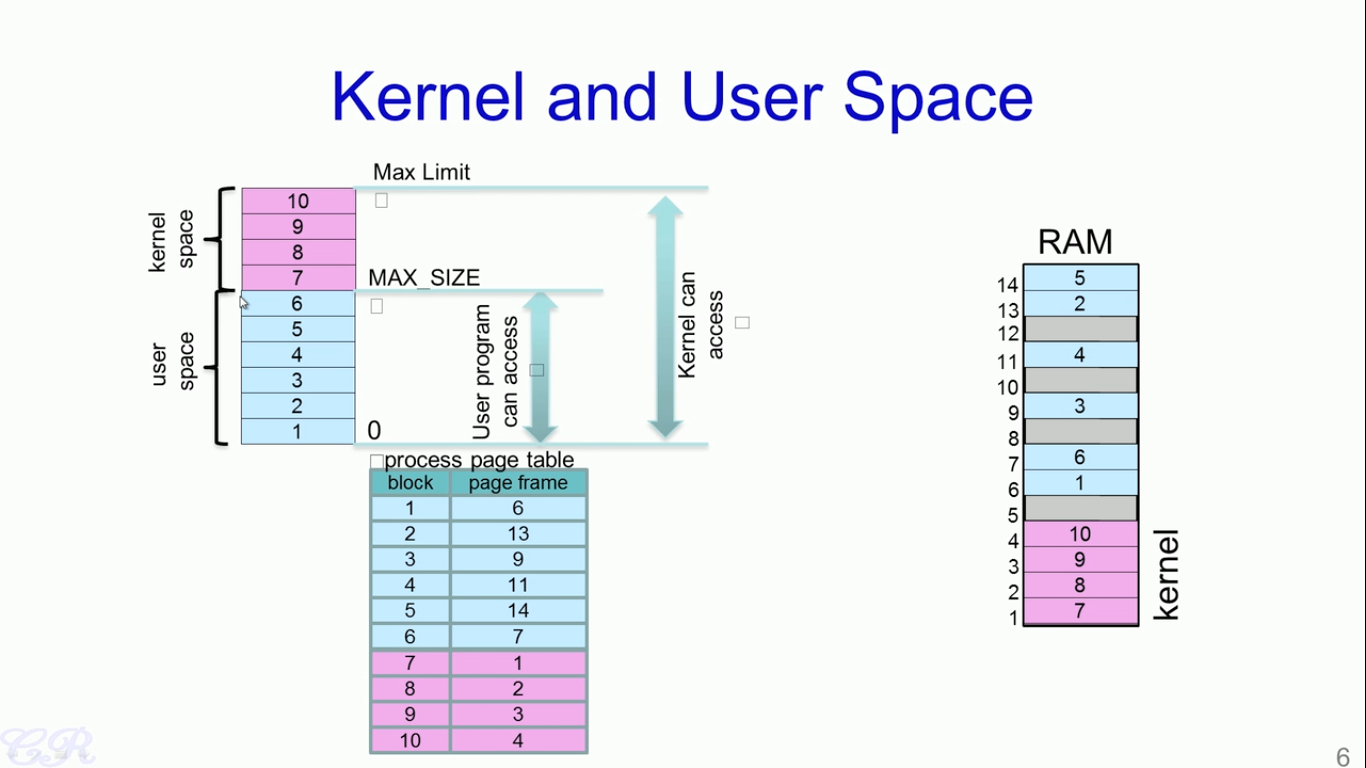 Kernel and User Space
Max Limit
kernel
space
10
9
8
7
MAX_SIZE
user
space
6
5
4
3
2
1
0
User program
can access
Kernel can
access
process page table
block page frame
1 6
2 13
3 9
4 11
5 14
6 7
7 1
8 2
9 3
10 4
RAM
14 5
13 2
12
11 4
10
9 3
8
7 6
6 1
5
4 10
3 9
2 8
1 7
kernel
CR
6